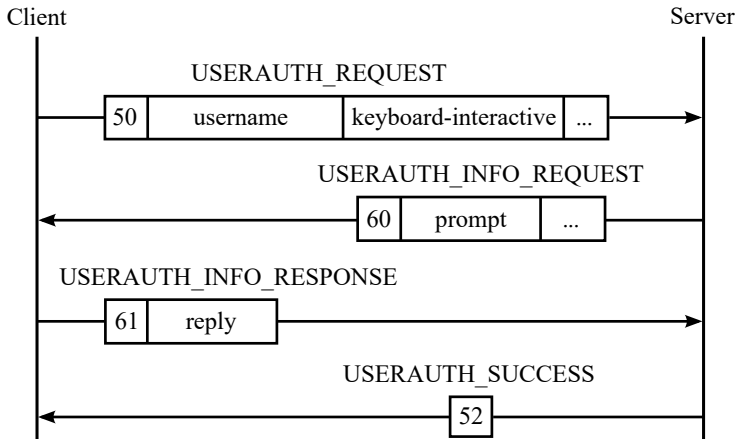 Client Server
USERAUTH_REQUEST
50 username keyboard-interactive ...
USERAUTH_INFO_REQUEST
60 prompt ...
USERAUTH_INFO_RESPONSE
61 reply
USERAUTH_SUCCESS
52